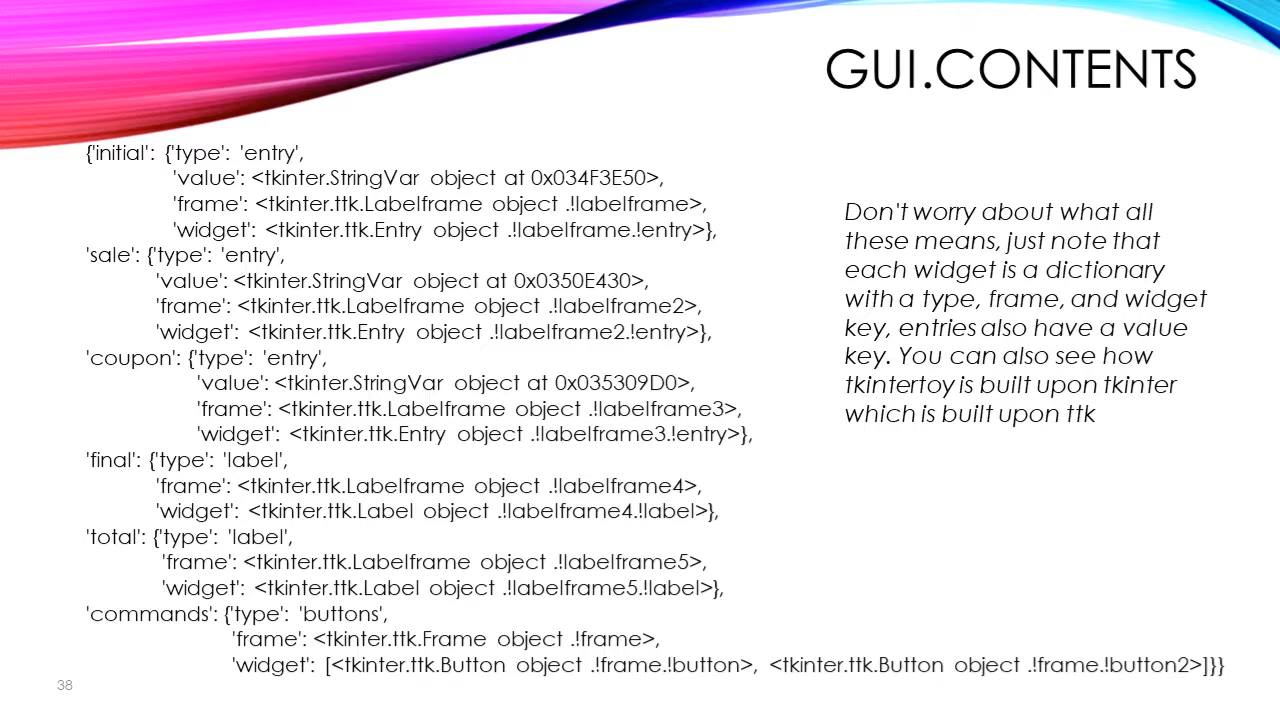 GUI.CONTENTS
{'initial': {'type': 'entry',
'value': <tkinter.StringVar object at 0x034F3E50>,
'frame': <tkinter.ttk.Labelframe object .!labelframe>,
'widget': <tkinter.ttk.Entry object .!labelframe.!entry>},
'sale': {'type': 'entry',
'value': <tkinter.StringVar object at 0x0350E430>,
'frame': <tkinter.ttk.Labelframe object .!labelframe2>,
'widget': <tkinter.ttk.Entry object .!labelframe2.!entry>},
'coupon': {'type': 'entry',
'value': <tkinter.StringVar object at 0x035309D0>,
'frame': <tkinter.ttk.Labelframe object .!labelframe3>,
'widget': <tkinter.ttk.Entry object .!labelframe3.!entry>},
'final': {'type': 'label',
'frame': <tkinter.ttk.Labelframe object .!labelframe4>,
'widget': <tkinter.ttk.Label object .!labelframe4.!label>},
'total': {'type': 'label',
'frame': <tkinter.ttk.Labelframe object .!labelframe5>,
'widget': <tkinter.ttk.Label object .!labelframe5.!label>},
'commands': {'type': 'buttons',
'frame': <tkinter.ttk.Frame object .!frame>,
'widget': [<tkinter.ttk.Button object .!frame.!button>, <tkinter.ttk.Button object .!frame.!button2>]}}
Don't worry about what all
these means, just note that
each widget is a dictionary
with a type, frame, and widget
key, entries also have a value
key. You can also see how
tkintertoy is built upon tkinter
which is built upon ttk
38